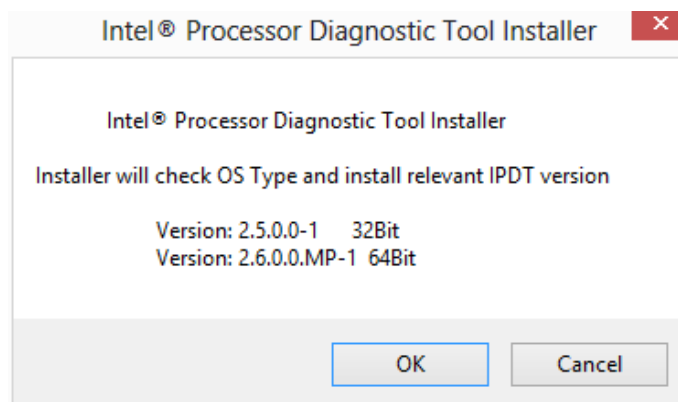 Intel® Processor Diagnostic Tool Installer
Intel® Processor Diagnostic Tool Installer
Installer will check OS Type and install relevant IPDT version
Version: 2.5.0.0-1 32Bit
Version: 2.6.0.0.MP-1 64Bit
OK Cancel